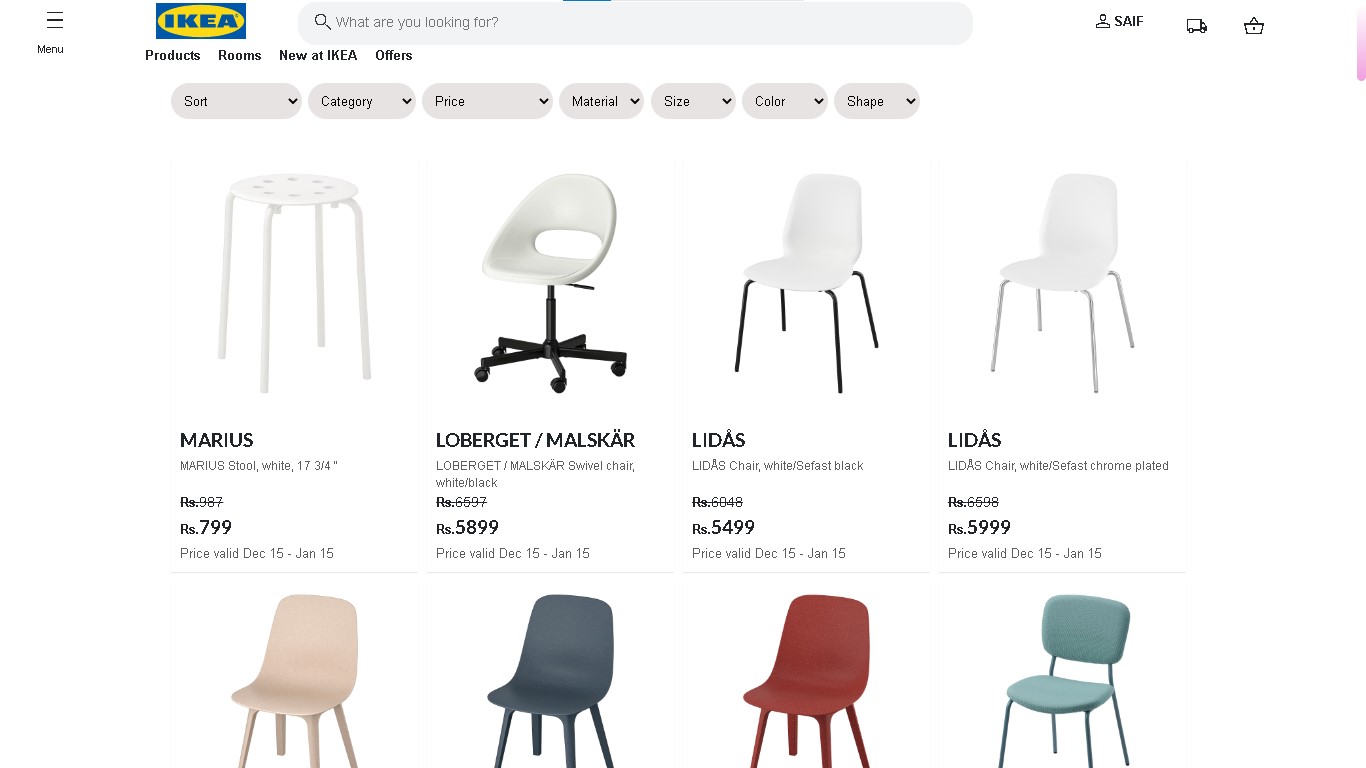 IKEA
What are you looking for?
SAIF
Menu
Products Rooms New at IKEA Offers
Sort Category Price Material Size Color Shape
MARIUS
MARIUS Stool, white, 17 3/4 "
Rs.987
Rs.799
Price valid Dec 15 - Jan 15
LOBERGET / MALSKÄR
LOBERGET / MALSKÄR Swivel chair,
white/black
Rs.6597
Rs.5899
Price valid Dec 15 - Jan 15
LIDÅS
LIDÅS Chair, white/Sefast black
Rs.6048
Rs.5499
Price valid Dec 15 - Jan 15
LIDÅS
LIDÅS Chair, white/Sefast chrome plated
Rs.6598
Rs.5999
Price valid Dec 15 - Jan 15